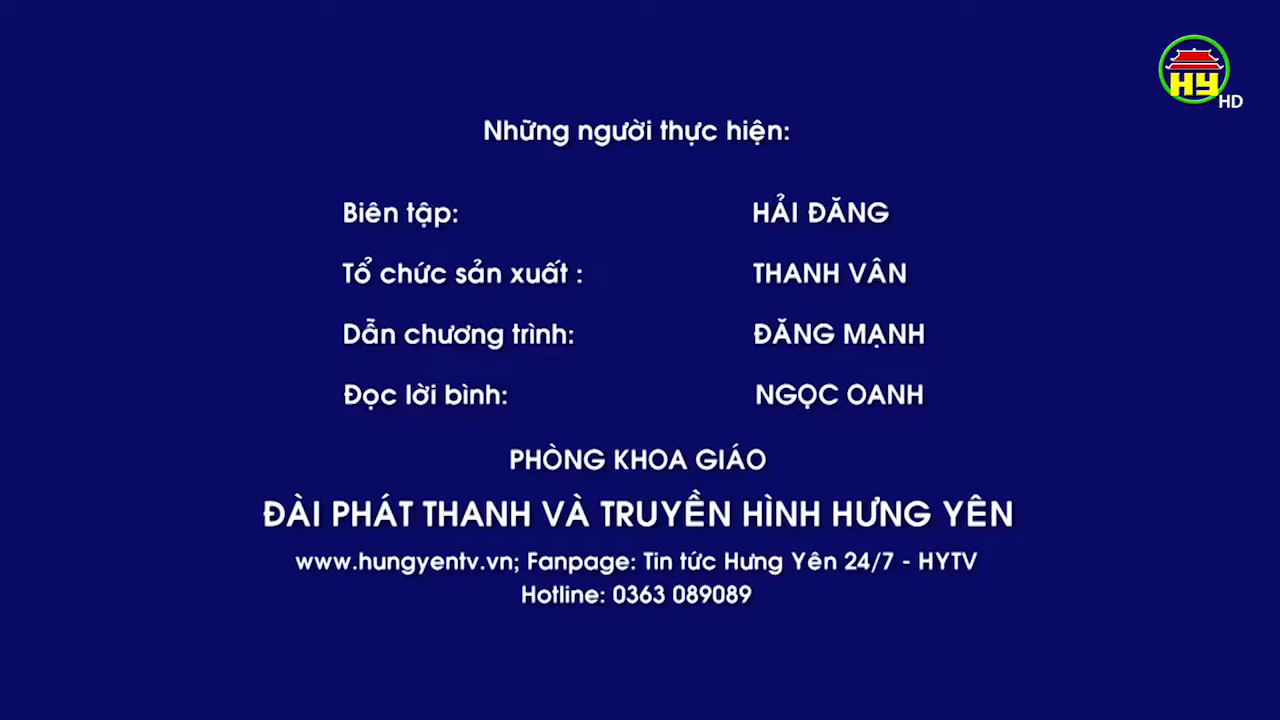 HY HD
Những người thực hiện:
Biên tập: HẢI ĐĂNG
Tổ chức sản xuất : THANH VÂN
Dẫn chương trình: ĐĂNG MẠNH
Đọc lời bình: NGỌC OANH
PHÒNG KHOA GIÁO
ĐÀI PHÁT THANH VÀ TRUYỀN HÌNH HƯNG YÊN
www.hungyentv.vn; Fanpage: Tin tức Hưng Yên 24/7 - HYTV
Hotline: 0363 089089